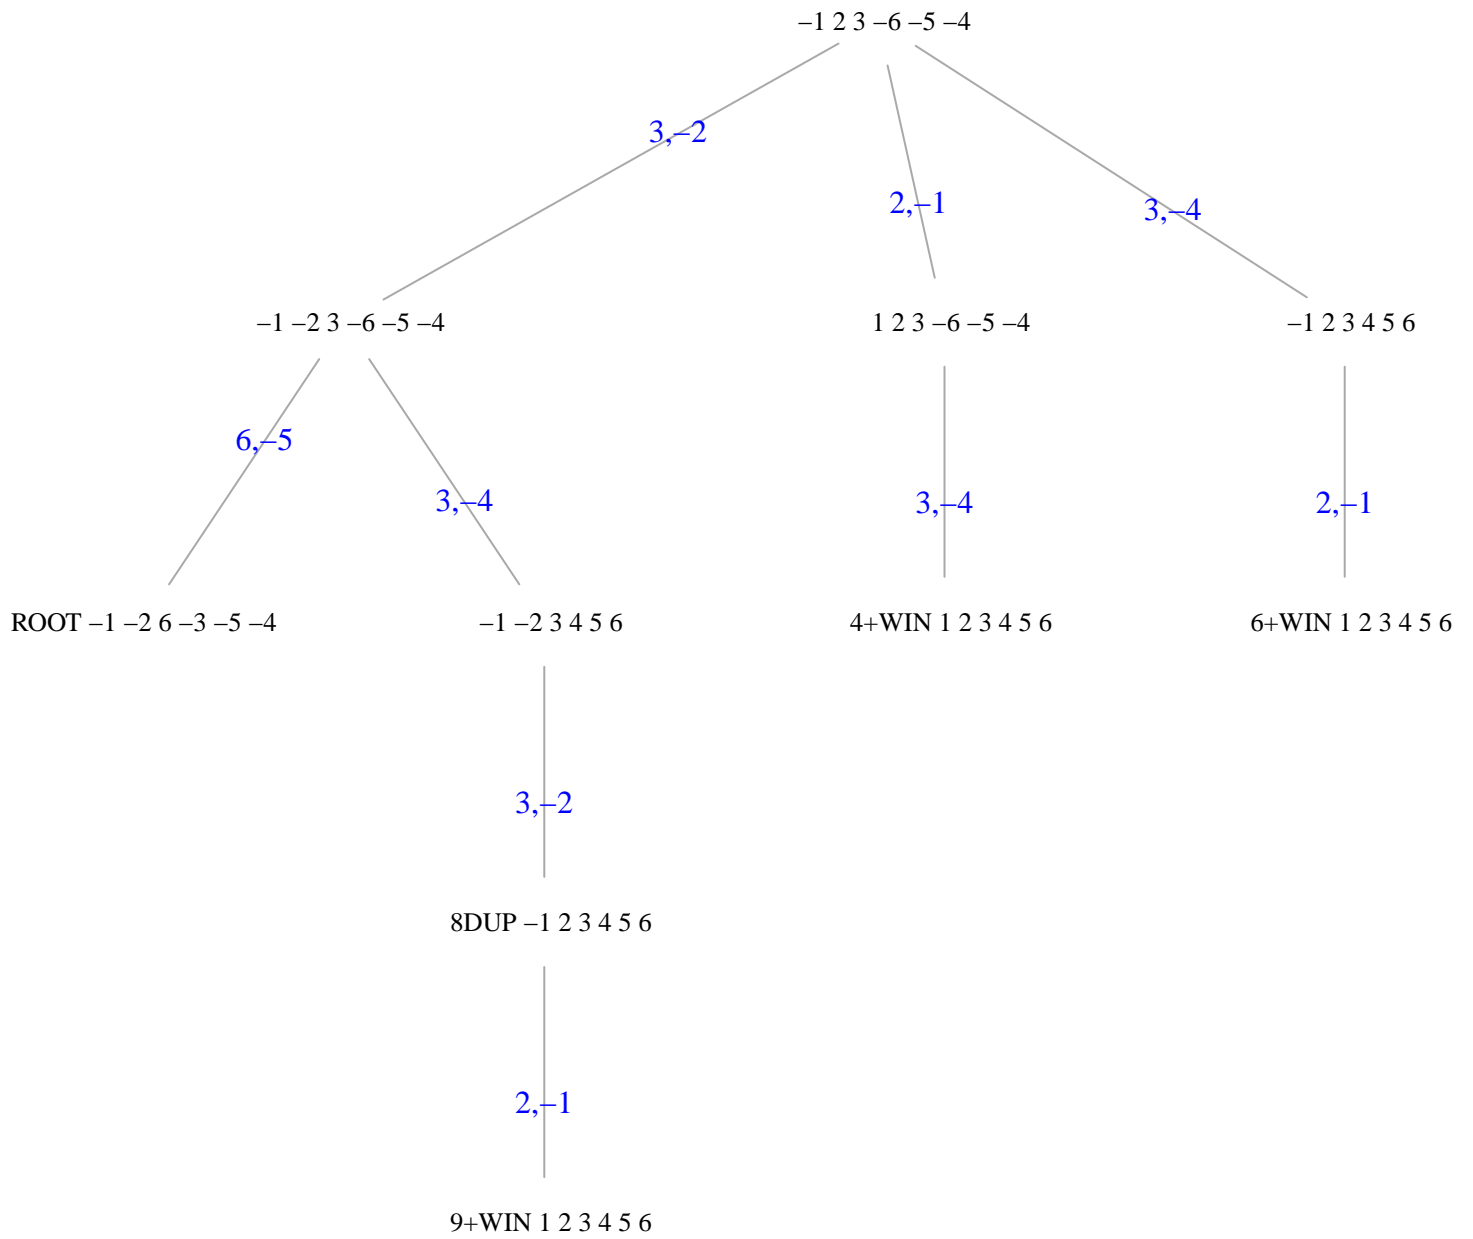 –1 2 3 –6 –5 –4
3,–2
2,–1
3,–4
–1 –2 3 –6 –5 –4
1 2 3 –6 –5 –4
–1 2 3 4 5 6
6,–5
3,–4
3,–4
2,–1
ROOT –1 –2 6 –3 –5 –4
–1 –2 3 4 5 6
4+WIN 1 2 3 4 5 6
6+WIN 1 2 3 4 5 6
3,–2
8DUP –1 2 3 4 5 6
2,–1
9+WIN 1 2 3 4 5 6